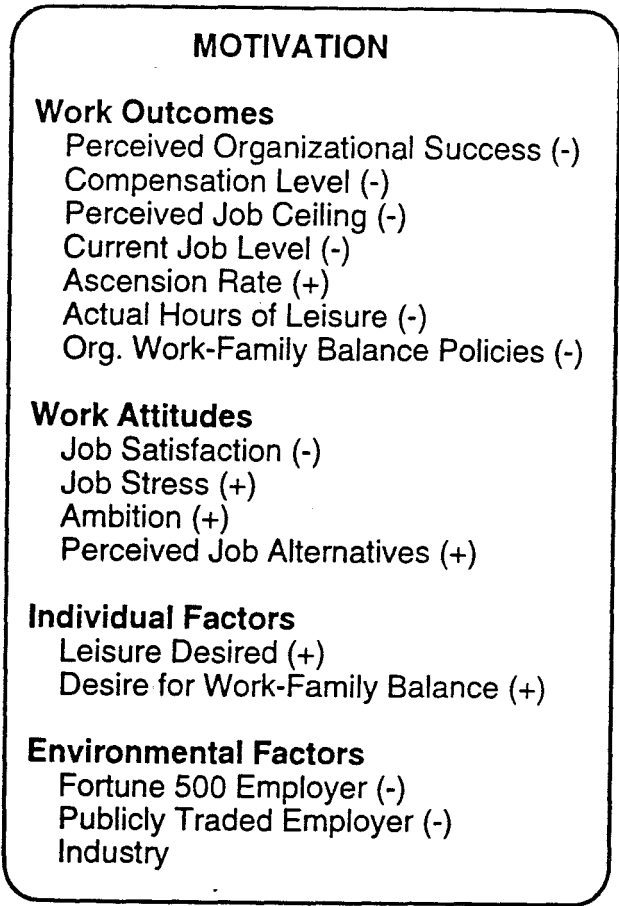 MOTIVATION
Work Outcomes
Perceived Organizational Success (-)
Compensation Level (-)
Perceived Job Ceiling (-)
Current Job Level (-)
Ascension Rate (+)
Actual Hours of Leisure (-)
Org. Work-Family Balance Policies (-)
Work Attitudes
Job Satisfaction (-)
Job Stress (+)
Ambition (+)
Perceived Job Alternatives (+)
Individual Factors
Leisure Desired (+)
Desire for Work-Family Balance (+)
Environmental Factors
Fortune 500 Employer (-)
Publicly Traded Employer (-)
Industry